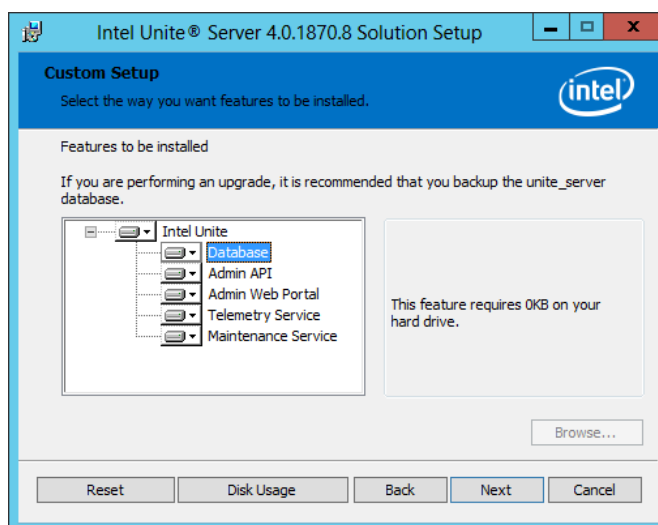 Intel Unite® Server 4.0.1870.8 Solution Setup
Custom Setup
Select the way you want features to be installed.
intel
Features to be installed
If you are performing an upgrade, it is recommended that you backup the unite_server
database.
Intel Unite
Database
Admin API
Admin Web Portal
Telemetry Service
Maintenance Service
This feature requires 0KB on your
hard drive.
Browse...
Reset Disk Usage Back Next Cancel